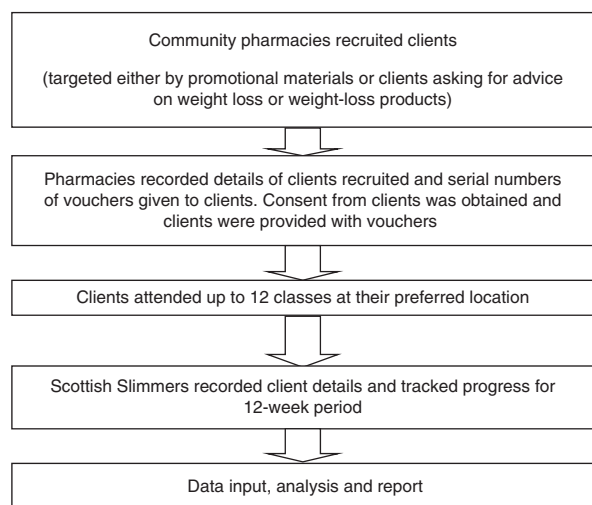 Community pharmacies recruited clients
(targeted either by promotional materials or clients asking for advice
on weight loss or weight-loss products)
Pharmacies recorded details of clients recruited and serial numbers
of vouchers given to clients. Consent from clients was obtained and
clients were provided with vouchers
Clients attended up to 12 classes at their preferred location
Scottish Slimmers recorded client details and tracked progress for
12-week period
Data input, analysis and report